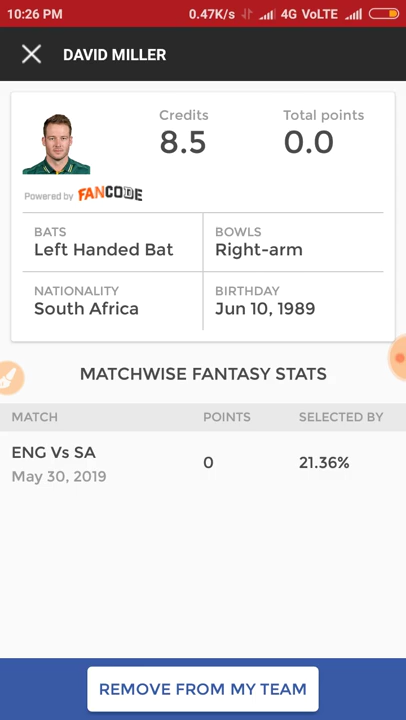 10:26 PM 0.47K/s 4G VoLTE
DAVID MILLER
Credits Total points
8.5 0.0
Powered by FANCODE
BATS BOWLS
Left Handed Bat Right-arm
NATIONALITY BIRTHDAY
South Africa Jun 10, 1989
MATCHWISE FANTASY STATS
MATCH POINTS SELECTED BY
ENG Vs SA 0 21.36%
May 30, 2019
REMOVE FROM MY TEAM